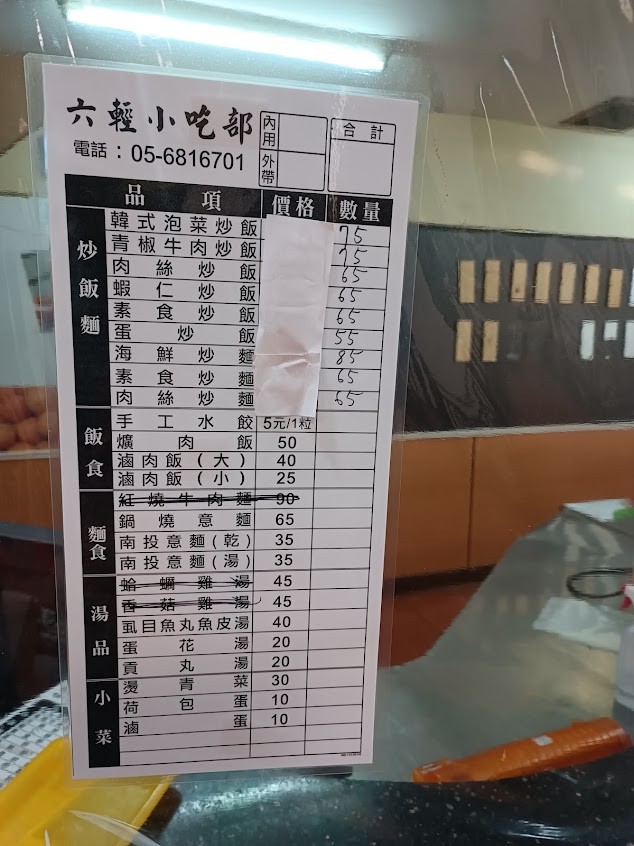 六輕小吃部
電話：05-6816701
內用
外帶
合計
品項 價格 數量
炒飯麵
韓式泡菜炒飯 75
青椒牛肉炒飯 75
肉絲炒飯 65
蝦仁炒飯 65
素食炒飯 65
蛋炒飯 55
海鮮炒麵 85
素食炒麵 65
肉絲炒麵 65
飯食
手工水餃 5元/1粒
爌肉飯 50
滷肉飯(大) 40
滷肉飯(小) 25
麵食
紅燒牛肉麵 90
鍋燒意麵 65
南投意麵(乾) 35
南投意麵(湯) 35
湯品
蛤蠣雞湯 45
香菇雞湯 45
虱目魚丸魚皮湯 40
蛋花湯 20
貢丸湯 20
小菜
燙青菜 30
荷包蛋 10
滷蛋 10